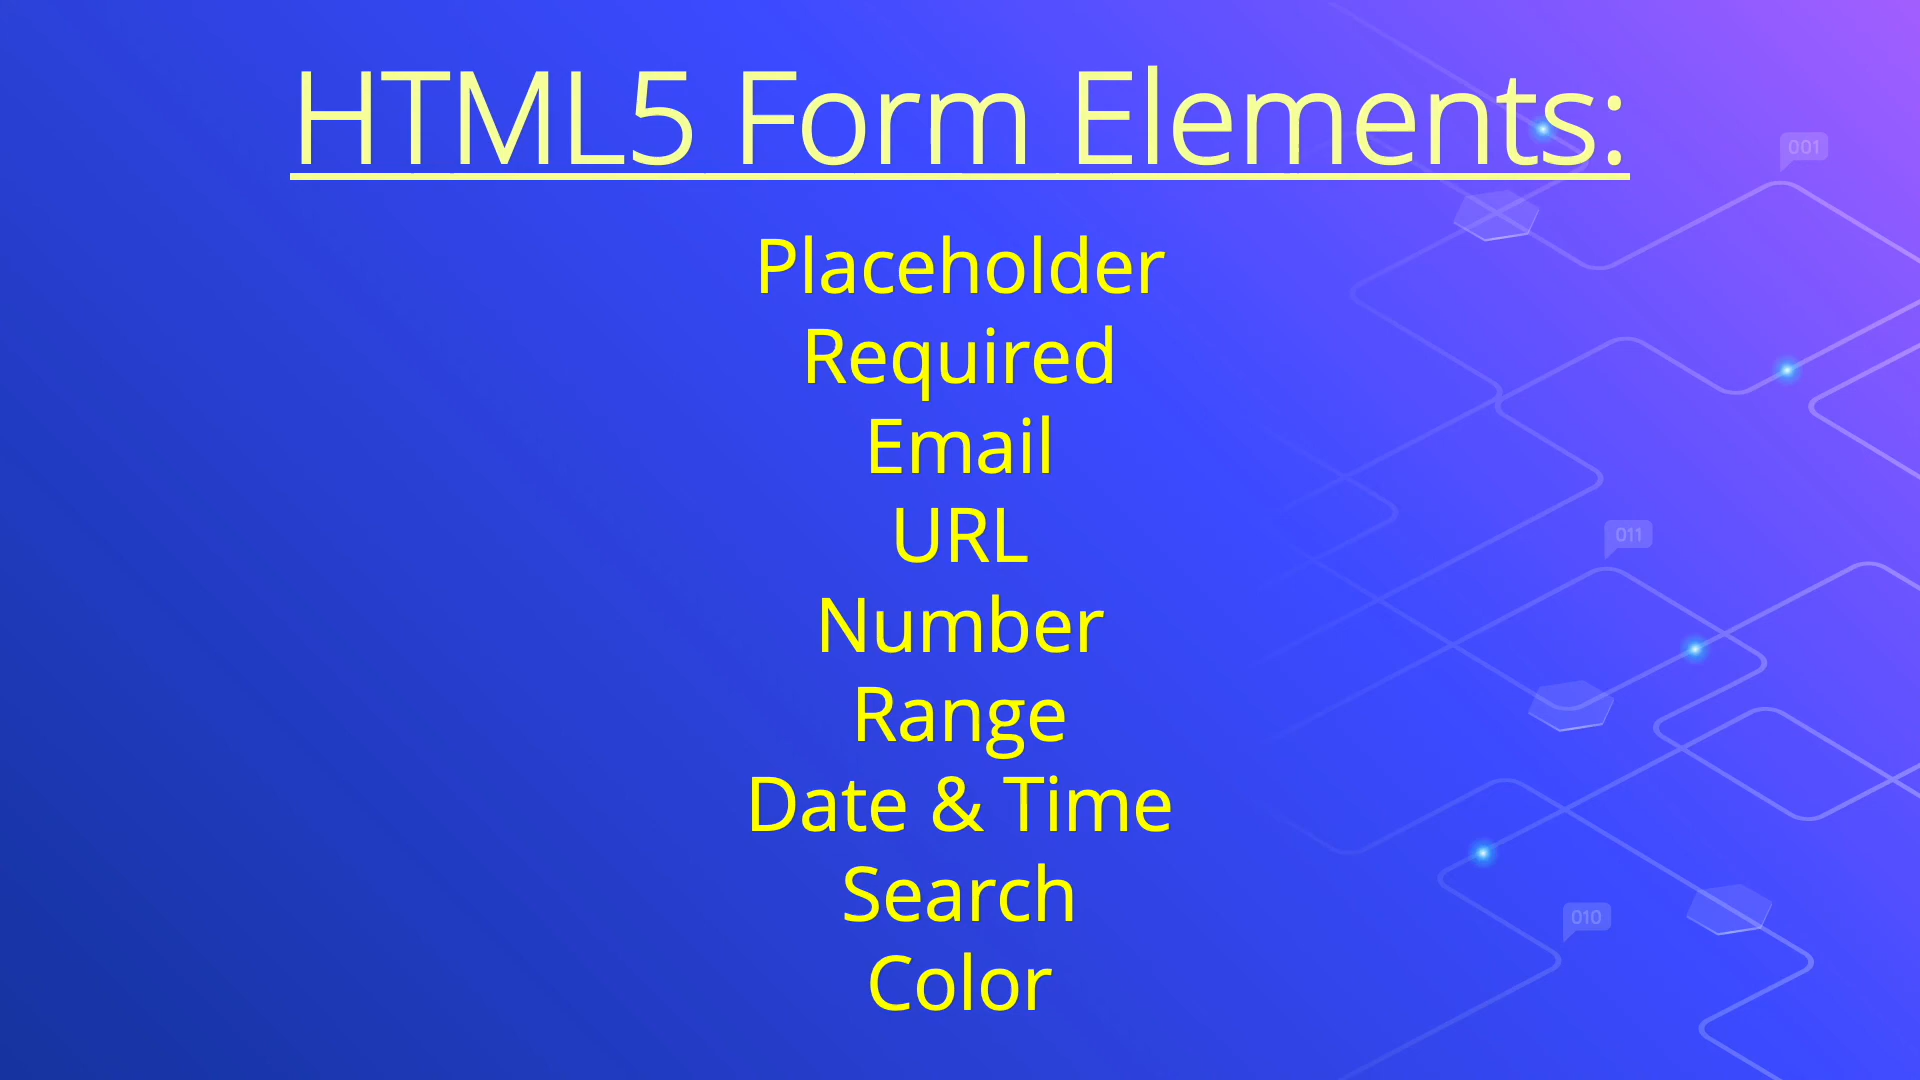 HTML5 Form Elements:
Placeholder
Required
Email
URL
Number
Range
Date & Time
Search
Color
001
011
010